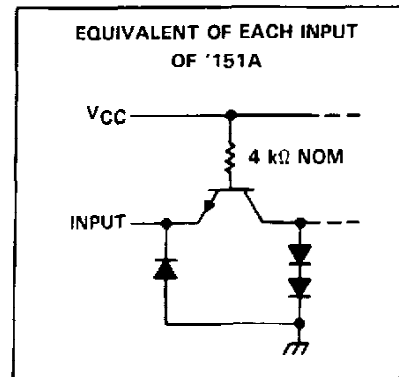 EQUIVALENT OF EACH INPUT
OF '151A
VCC
4 kΩ NOM
INPUT